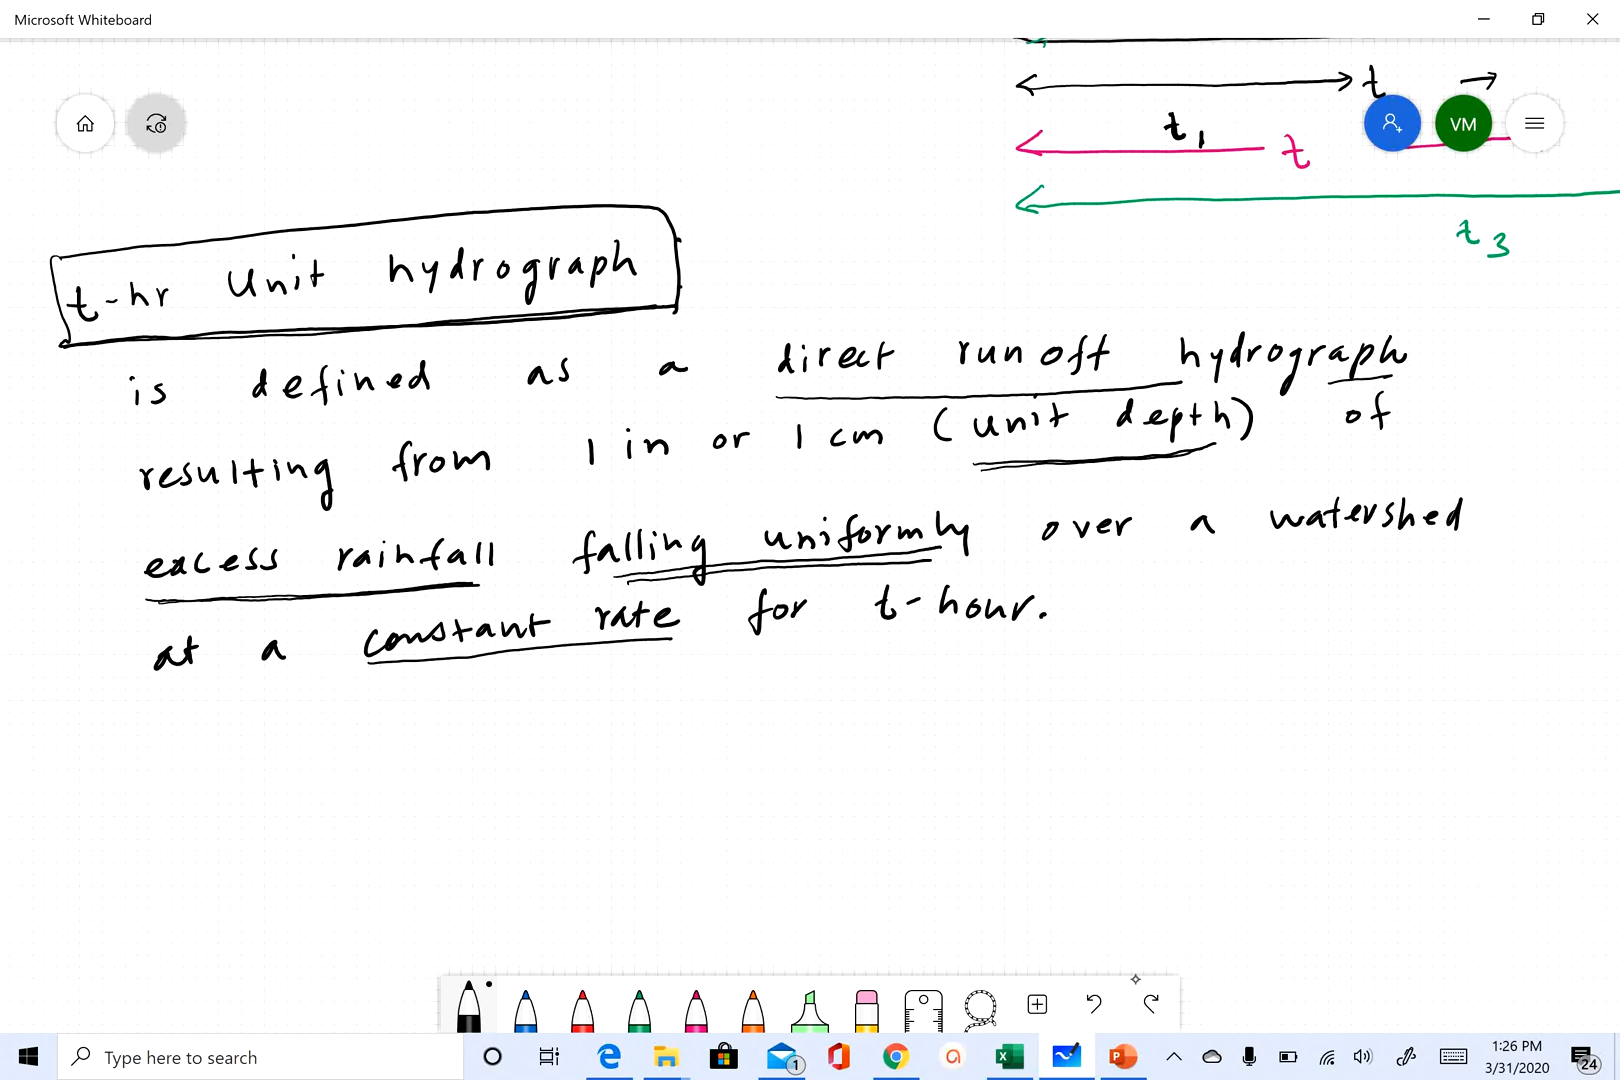 Microsoft Whiteboard
t
t1
t
VM
t3
t-hr unit hydrograph
is defined as a direct runoff hydrograph
resulting from 1 in or 1 cm (unit depth) of
excess rainfall falling uniformly over a watershed
at a constant rate for t-hour.
Type here to search
1
1:26 PM
3/31/2020
24